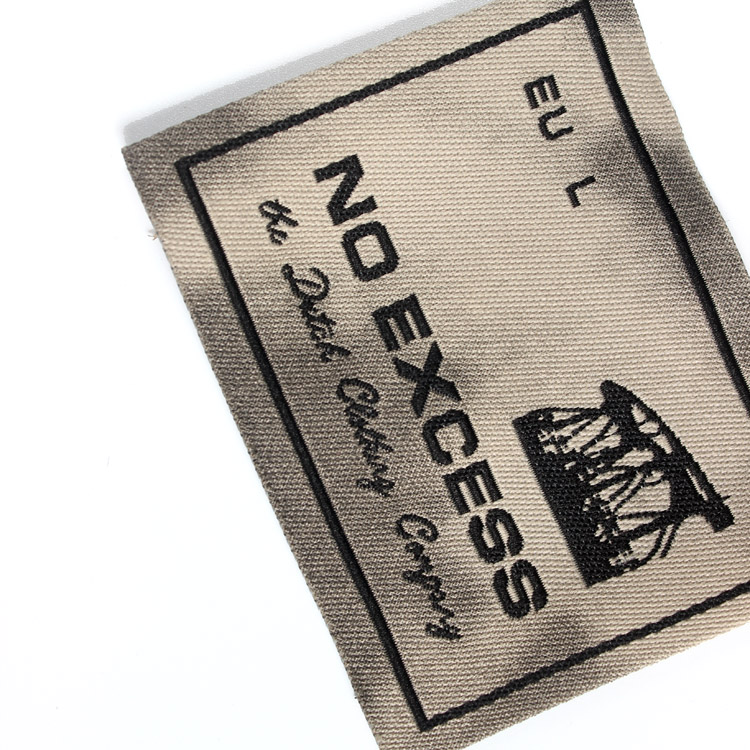 EU L
NO EXCESS
the Dutch Clothing Company